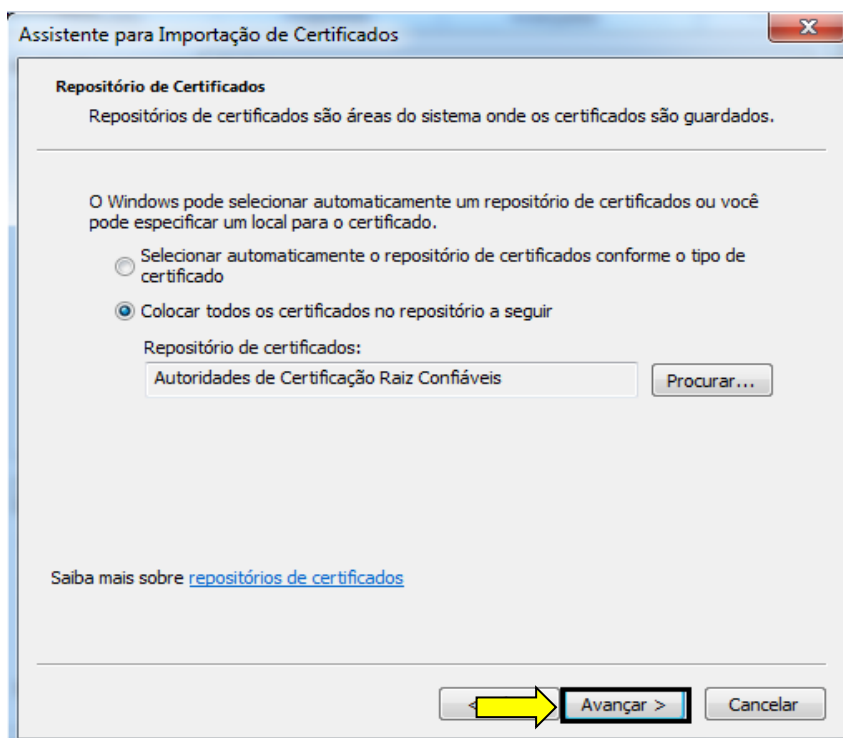 Assistente para Importação de Certificados
Repositório de Certificados
Repositórios de certificados são áreas do sistema onde os certificados são guardados.
O Windows pode selecionar automaticamente um repositório de certificados ou você
pode especificar um local para o certificado.
Selecionar automaticamente o repositório de certificados conforme o tipo de
certificado
Colocar todos os certificados no repositório a seguir
Repositório de certificados:
Autoridades de Certificação Raiz Confiáveis
Procurar...
Saiba mais sobre repositórios de certificados
<
Avançar >
Cancelar